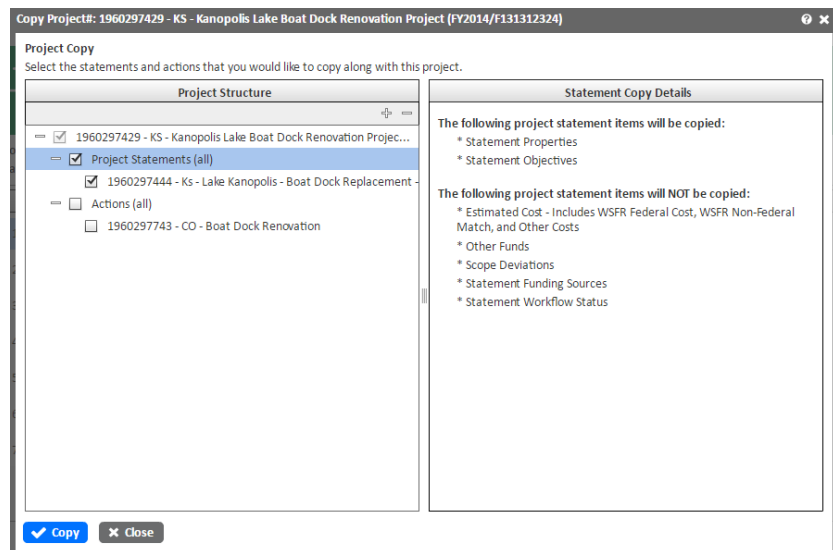 Copy Project#: 1960297429 - KS - Kanopolis Lake Boat Dock Renovation Project (FY2014/F131312324)
Project Copy
Select the statements and actions that you would like to copy along with this project.
Project Structure
1960297429 - KS - Kanopolis Lake Boat Dock Renovation Projec...
Project Statements (all)
1960297444 - Ks - Lake Kanopolis - Boat Dock Replacement -
Actions (all)
1960297743 - CO - Boat Dock Renovation
Statement Copy Details
The following project statement items will be copied:
* Statement Properties
* Statement Objectives
The following project statement items will NOT be copied:
* Estimated Cost - Includes WSFR Federal Cost, WSFR Non-Federal
Match, and Other Costs
* Other Funds
* Scope Deviations
* Statement Funding Sources
* Statement Workflow Status
Copy
Close